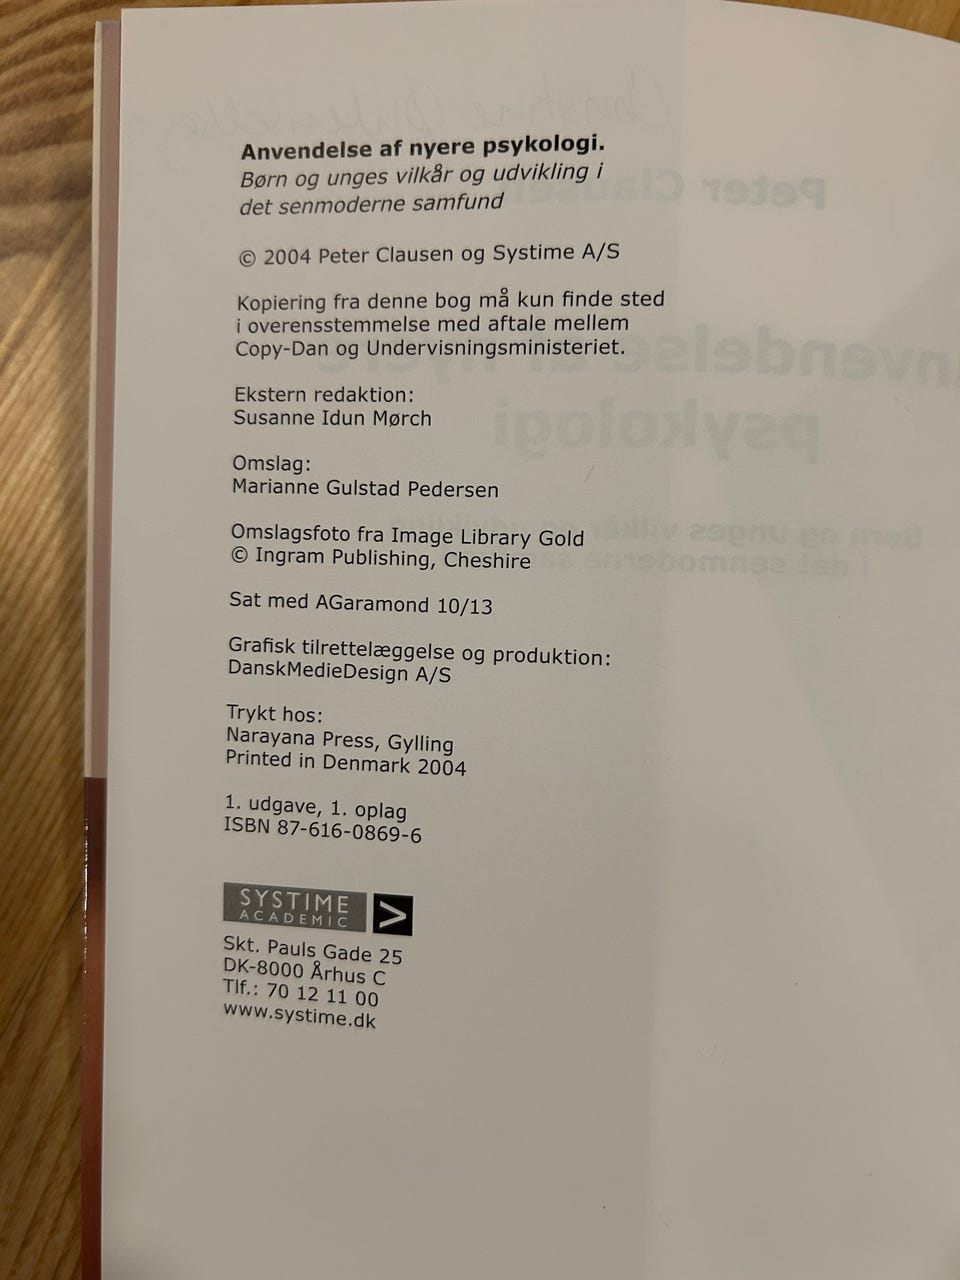 Anvendelse af nyere psykologi.
Børn og unges vilkår og udvikling i
det senmoderne samfund
© 2004 Peter Clausen og Systime A/S
Kopiering fra denne bog må kun finde sted
i overensstemmelse med aftale mellem
Copy-Dan og Undervisningsministeriet.
Ekstern redaktion:
Susanne Idun Mørch
Omslag:
Marianne Gulstad Pedersen
Omslagsfoto fra Image Library Gold
© Ingram Publishing, Cheshire
Sat med AGaramond 10/13
Grafisk tilrettelæggelse og produktion:
DanskMedieDesign A/S
Trykt hos:
Narayana Press, Gylling
Printed in Denmark 2004
1. udgave, 1. oplag
ISBN 87-616-0869-6
SYSTIME
ACADEMIC
Skt. Pauls Gade 25
DK-8000 Århus C
Tlf.: 70 12 11 00
www.systime.dk